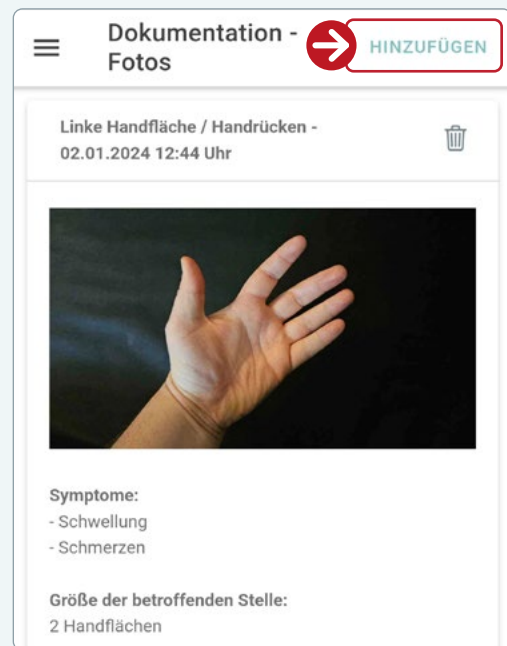 Dokumentation -
Fotos
HINZUFÜGEN
Linke Handfläche / Handrücken -
02.01.2024 12:44 Uhr
Symptome:
- Schwellung
- Schmerzen
Größe der betroffenden Stelle:
2 Handflächen